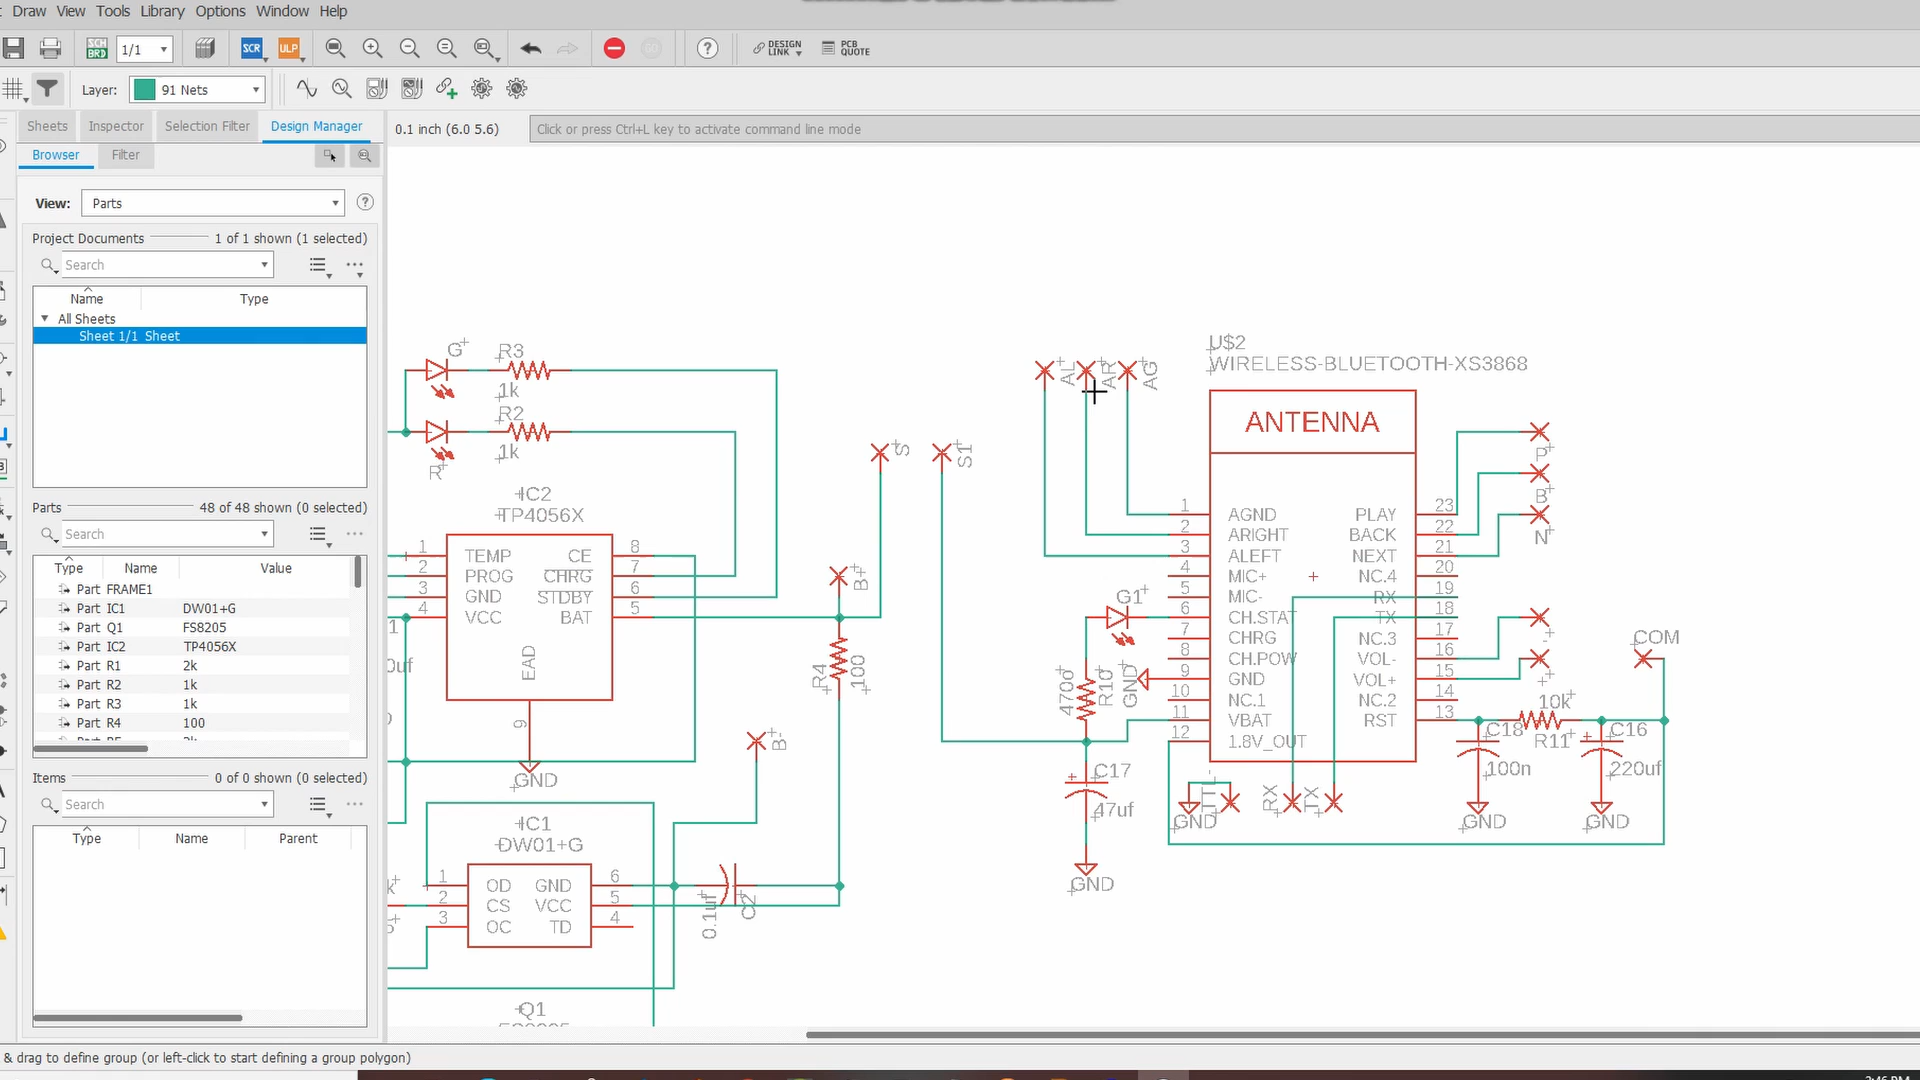 Draw View Tools Library Options Window Help
SCH BRD 1/1 SCR ULP DESIGN LINK PCB QUOTE
Layer: 91 Nets
Sheets Inspector Selection Filter Design Manager
0.1 inch (6.0 5.6) Click or press Ctrl+L key to activate command line mode
Browser Filter
View: Parts
Project Documents 1 of 1 shown (1 selected)
Search
Name Type
All Sheets
Sheet 1/1 Sheet
Parts 48 of 48 shown (0 selected)
Search
Type Name Value
Part FRAME1
Part IC1 DW01+G
Part Q1 FS8205
Part IC2 TP4056X
Part R1 2k
Part R2 1k
Part R3 1k
Part R4 100
Items 0 of 0 shown (0 selected)
Search
Type Name Parent
G R3
1k
R2
1k
R
IC2
TP4056X
1 TEMP CE 8
2 PROG CHRG 7
3 GND STDBY 6
4 VCC BAT 5
EAD
9
GND
S
S1
B+
R4
100
B-
IC1
DW01+G
1 OD GND 6
2 CS VCC 5
3 OC TD 4
0.1uf
C2
Q1
AL
AR
AG
U$2
WIRELESS-BLUETOOTH-XS3868
ANTENNA
1 AGND PLAY 23
2 ARIGHT BACK 22
3 ALEFT NEXT 21
4 MIC+ NC.4 20
5 MIC- RX 19
6 CH.STAT TX 18
7 CHRG NC.3 17
8 CH.POW VOL- 16
9 GND VOL+ 15
10 NC.1 NC.2 14
11 VBAT RST 13
12 1.8V_OUT
P
B
N
-
+
COM
G1
470o
R10
GND
C17
47uf
GND
TTL-
GND
RX
TX
10k
R11
C18
100n
GND
C16
220uf
GND
& drag to define group (or left-click to start defining a group polygon)